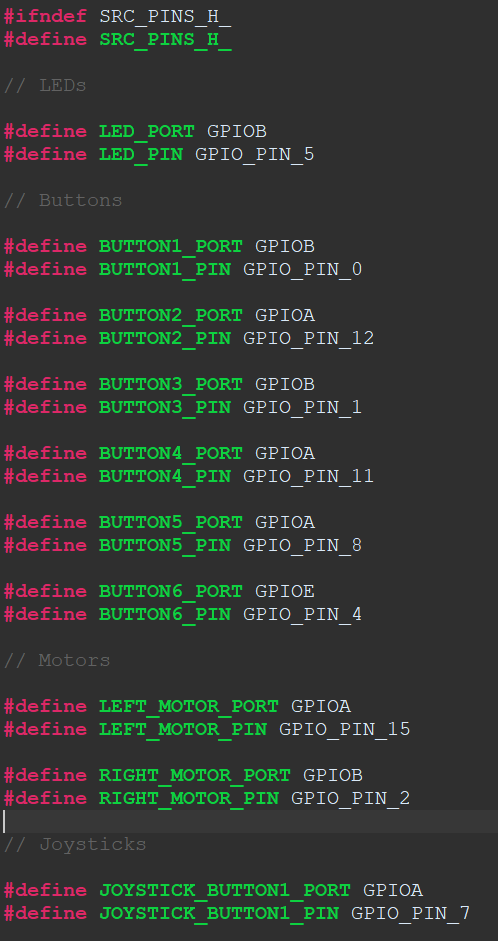 #ifndef SRC_PINS_H_
#define SRC_PINS_H_
// LEDs
#define LED_PORT GPIOB
#define LED_PIN GPIO_PIN_5
// Buttons
#define BUTTON1_PORT GPIOB
#define BUTTON1_PIN GPIO_PIN_0
#define BUTTON2_PORT GPIOA
#define BUTTON2_PIN GPIO_PIN_12
#define BUTTON3_PORT GPIOB
#define BUTTON3_PIN GPIO_PIN_1
#define BUTTON4_PORT GPIOA
#define BUTTON4_PIN GPIO_PIN_11
#define BUTTON5_PORT GPIOA
#define BUTTON5_PIN GPIO_PIN_8
#define BUTTON6_PORT GPIOE
#define BUTTON6_PIN GPIO_PIN_4
// Motors
#define LEFT_MOTOR_PORT GPIOA
#define LEFT_MOTOR_PIN GPIO_PIN_15
#define RIGHT_MOTOR_PORT GPIOB
#define RIGHT_MOTOR_PIN GPIO_PIN_2
// Joysticks
#define JOYSTICK_BUTTON1_PORT GPIOA
#define JOYSTICK_BUTTON1_PIN GPIO_PIN_7